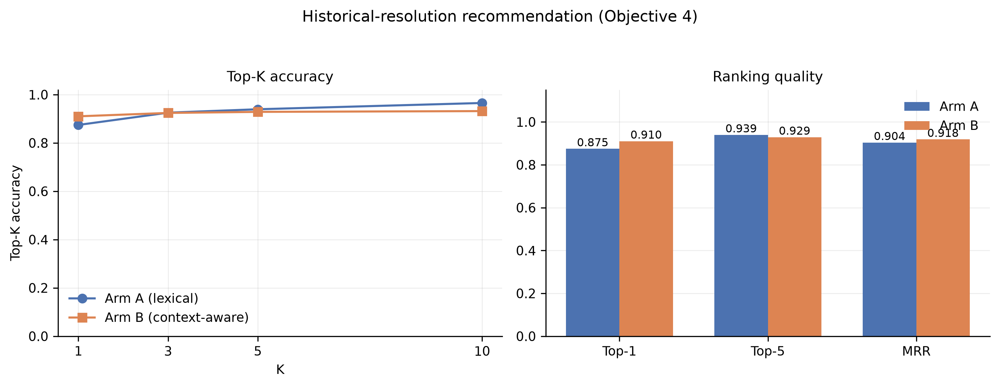 Historical-resolution recommendation (Objective 4)
Top-K accuracy
Top-K accuracy
1.0
0.8
0.6
0.4
0.2
0.0
Arm A (lexical)
Arm B (context-aware)
1 3 5 10
K
Ranking quality
1.0
0.8
0.6
0.4
0.2
0.0
Arm A
Arm B
0.875 0.910 0.939 0.929 0.904 0.918
Top-1 Top-5 MRR